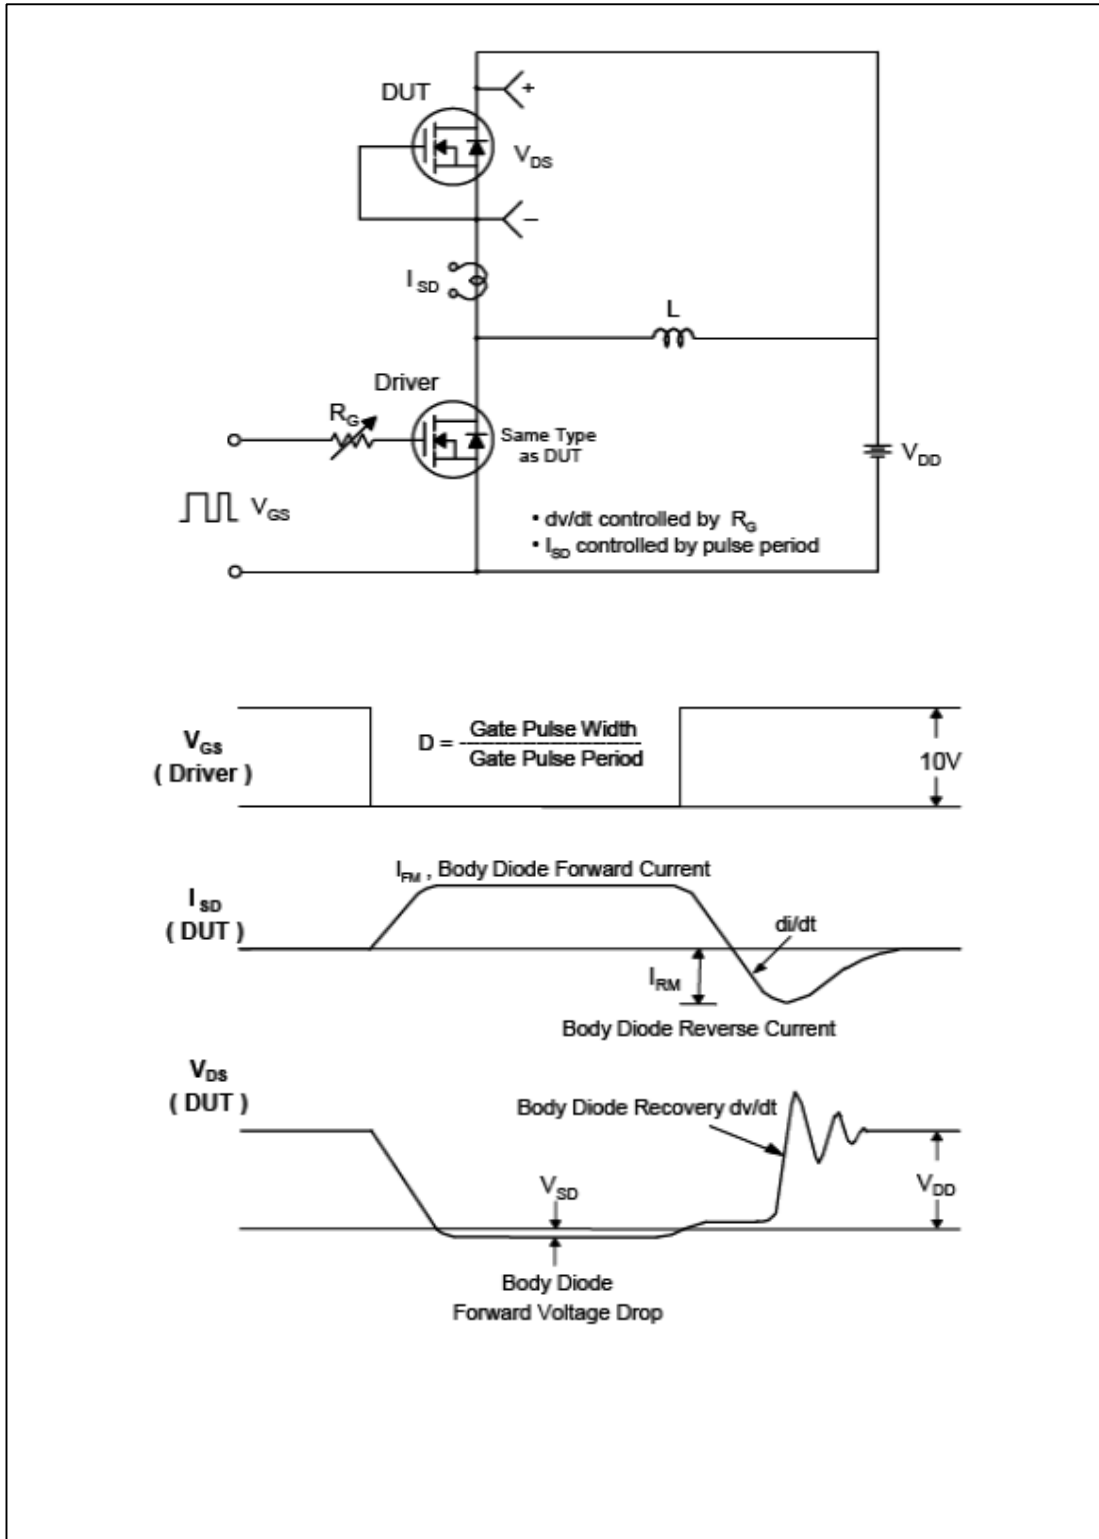 DUT
+
V_DS
−
I_SD
L
Driver
R_G
Same Type
as DUT
V_DD
V_GS
• dv/dt controlled by R_G
• I_SD controlled by pulse period
V_GS
( Driver )
D = Gate Pulse Width
Gate Pulse Period
10V
I_FM , Body Diode Forward Current
I_SD
( DUT )
di/dt
I_RM
Body Diode Reverse Current
V_DS
( DUT )
Body Diode Recovery dv/dt
V_SD
V_DD
Body Diode
Forward Voltage Drop